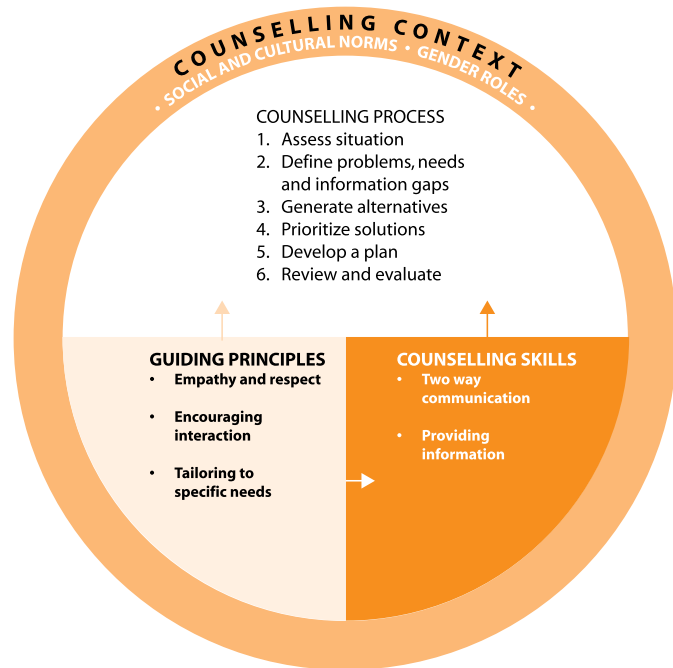 COUNSELLING CONTEXT
• SOCIAL AND CULTURAL NORMS • GENDER ROLES •
COUNSELLING PROCESS
1. Assess situation
2. Define problems, needs
and information gaps
3. Generate alternatives
4. Prioritize solutions
5. Develop a plan
6. Review and evaluate
GUIDING PRINCIPLES
• Empathy and respect
• Encouraging
interaction
• Tailoring to
specific needs
COUNSELLING SKILLS
• Two way
communication
• Providing
information